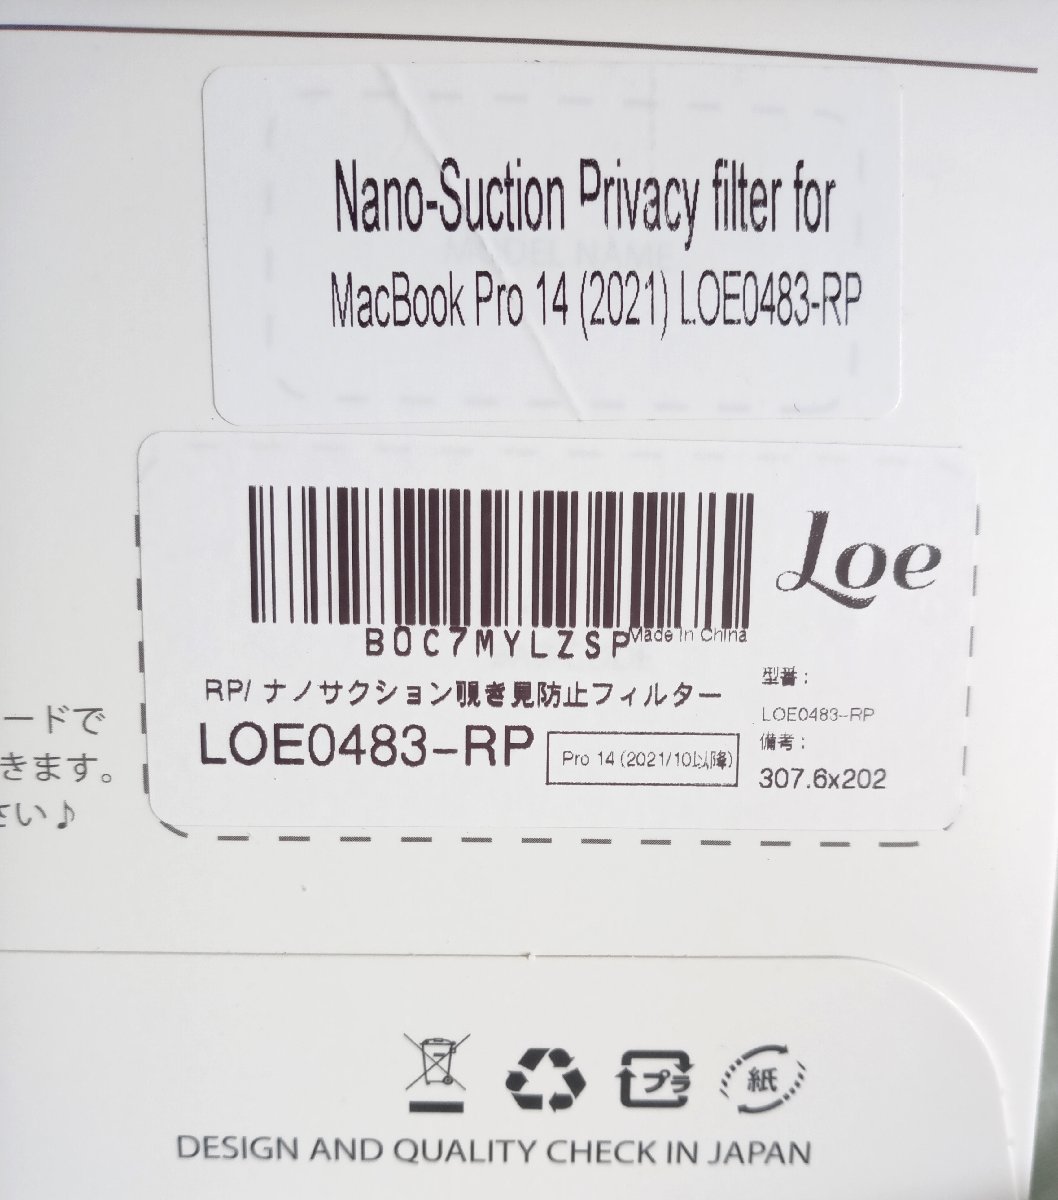 Nano-Suction Privacy filter for
MacBook Pro 14 (2021) LOE0483-RP
Loe
B0C7MYLZSP
Made in China
RP/ ナノサクション覗き見防止フィルター
LOE0483-RP
Pro 14 (2021/10以降)
型番:
LOE0483-RP
備考:
307.6x202
ードで
きます。
さい♪
プラ
紙
DESIGN AND QUALITY CHECK IN JAPAN